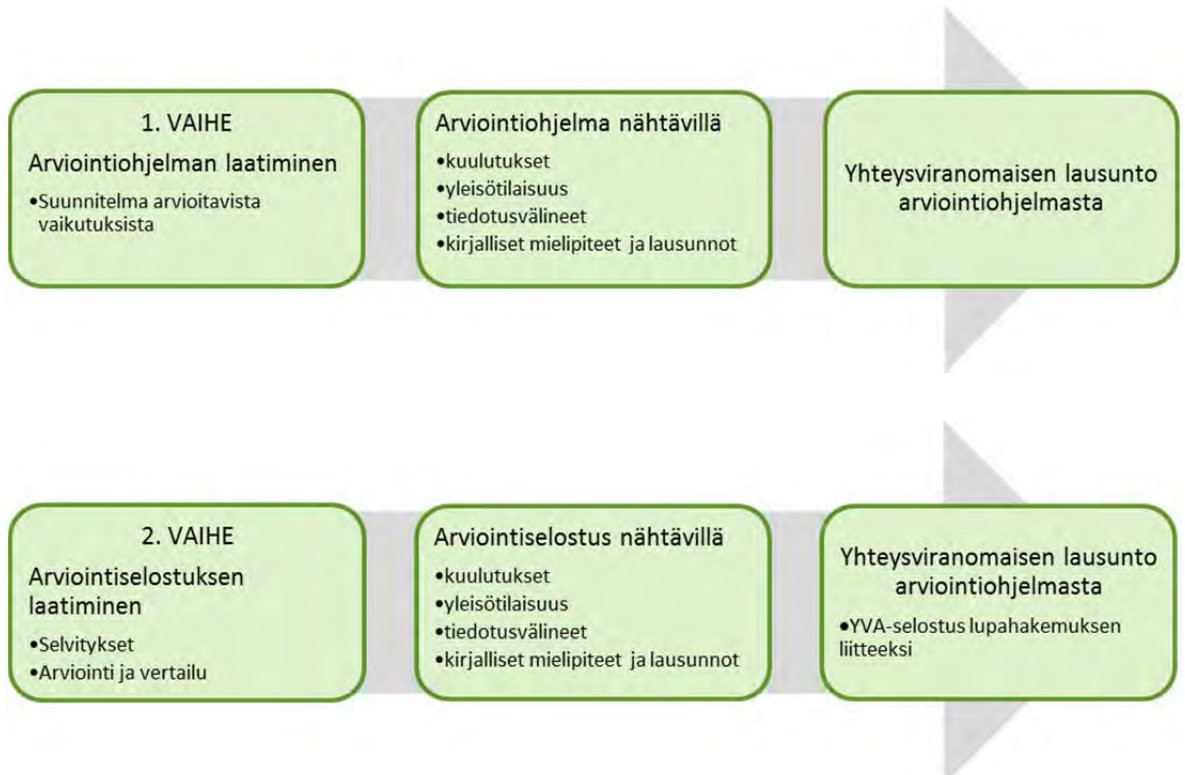 1. VAIHE
Arviointiohjelman laatiminen
•Suunnitelma arvioitavista
vaikutuksista
Arviointiohjelma nähtävillä
•kuulutukset
•yleisötilaisuus
•tiedotusvälineet
•kirjalliset mielipiteet ja lausunnot
Yhteysviranomaisen lausunto
arviointiohjelmasta
2. VAIHE
Arviointiselostuksen
laatiminen
•Selvitykset
•Arviointi ja vertailu
Arviointiselostus nähtävillä
•kuulutukset
•yleisötilaisuus
•tiedotusvälineet
•kirjalliset mielipiteet ja lausunnot
Yhteysviranomaisen lausunto
arviointiohjelmasta
•YVA-selostus lupahakemuksen
liitteeksi